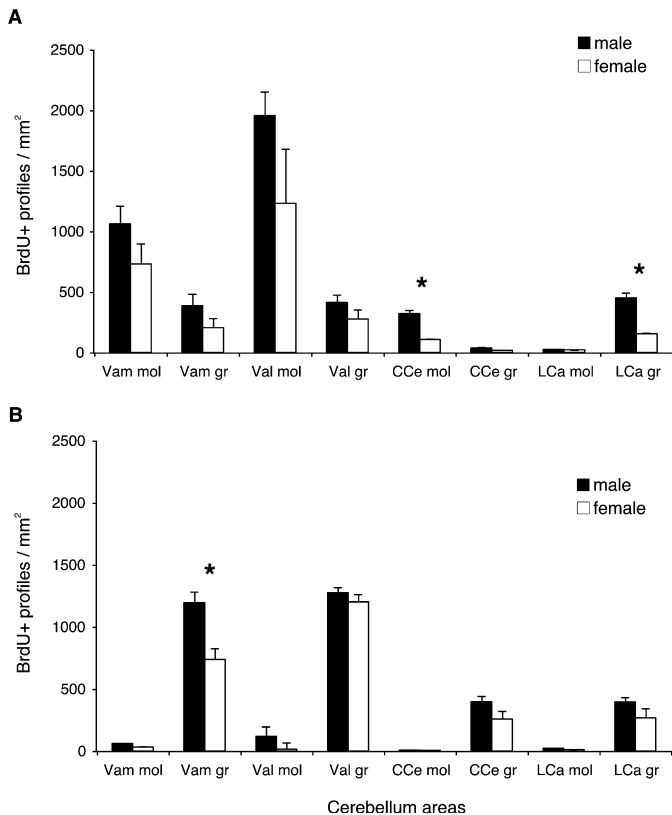 A
2500
2000
1500
1000
500
0
BrdU+ profiles / mm²
male
female
*
*
Vam mol Vam gr Val mol Val gr CCe mol CCe gr LCa mol LCa gr
B
2500
2000
1500
1000
500
0
BrdU+ profiles / mm²
male
female
*
Vam mol Vam gr Val mol Val gr CCe mol CCe gr LCa mol LCa gr
Cerebellum areas